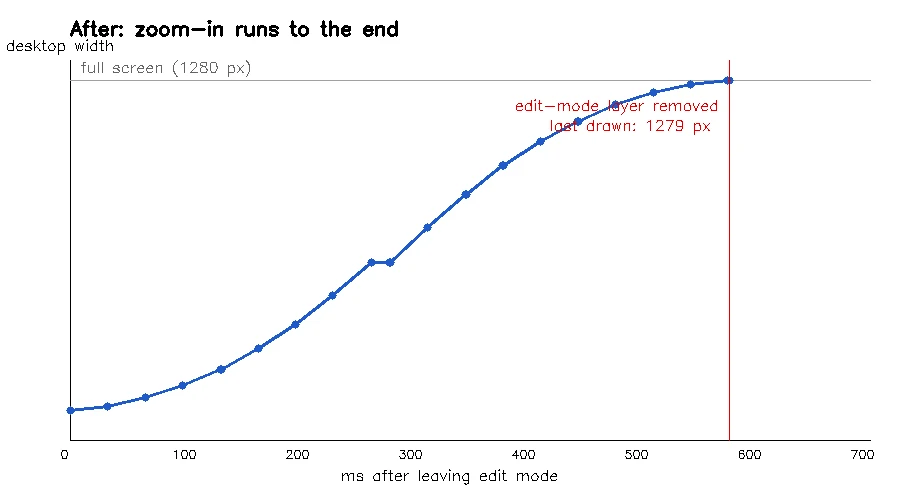 After: zoom-in runs to the end
desktop width
full screen (1280 px)
edit-mode layer removed
last drawn: 1279 px
0 100 200 300 400 500 600 700
ms after leaving edit mode